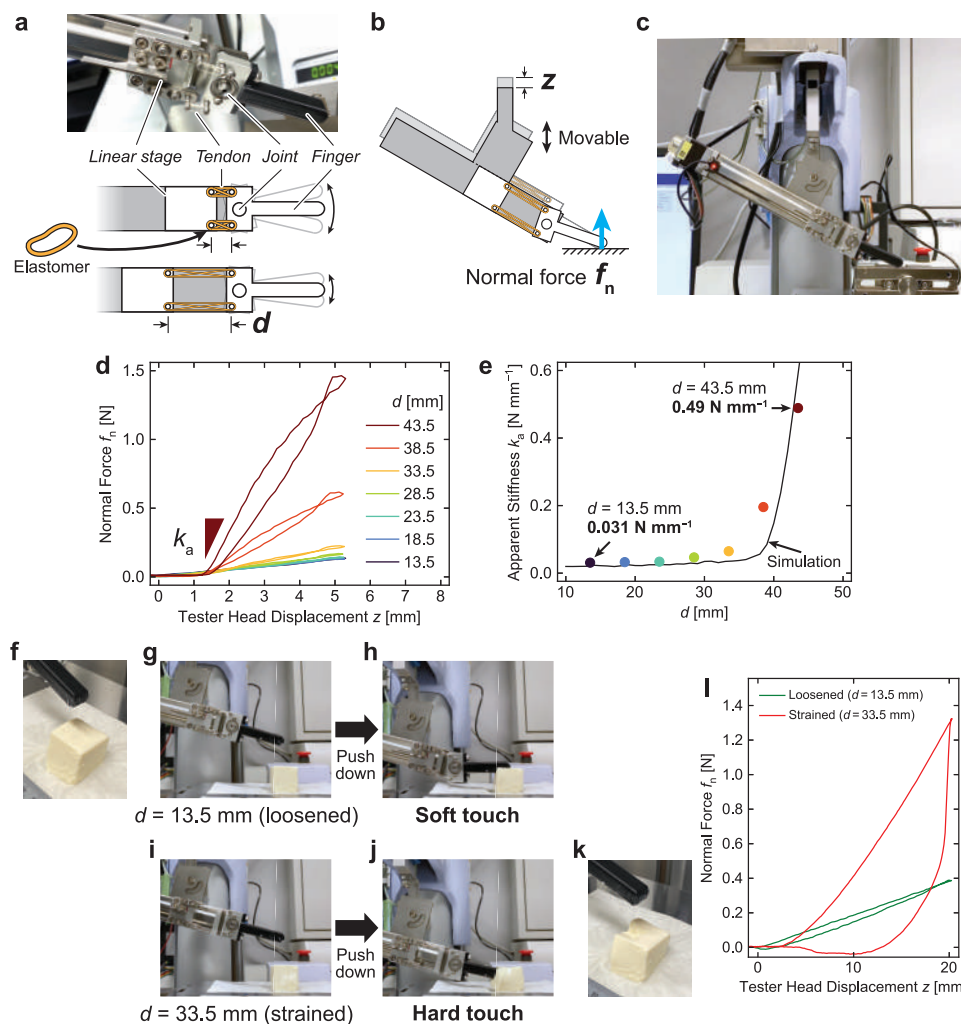 a
Linear stage
Tendon
Joint
Finger
Elastomer
d
b
z
Movable
Normal force fn
c
d
Normal Force fn [N]
1.5
1.0
0.5
0.0
d [mm]
43.5
38.5
33.5
28.5
23.5
18.5
13.5
ka
0 1 2 3 4 5 6 7 8
Tester Head Displacement z [mm]
e
Apparent Stiffness ka [N mm⁻¹]
0.6
0.4
0.2
0.0
d = 43.5 mm
0.49 N mm⁻¹
d = 13.5 mm
0.031 N mm⁻¹
Simulation
10 20 30 40 50
d [mm]
f
g
Push
down
h
d = 13.5 mm (loosened)
Soft touch
i
Push
down
j
d = 33.5 mm (strained)
Hard touch
k
l
Loosened (d = 13.5 mm)
Strained (d = 33.5 mm)
Normal Force fn [N]
1.4
1.2
1.0
0.8
0.6
0.4
0.2
0.0
0 10 20
Tester Head Displacement z [mm